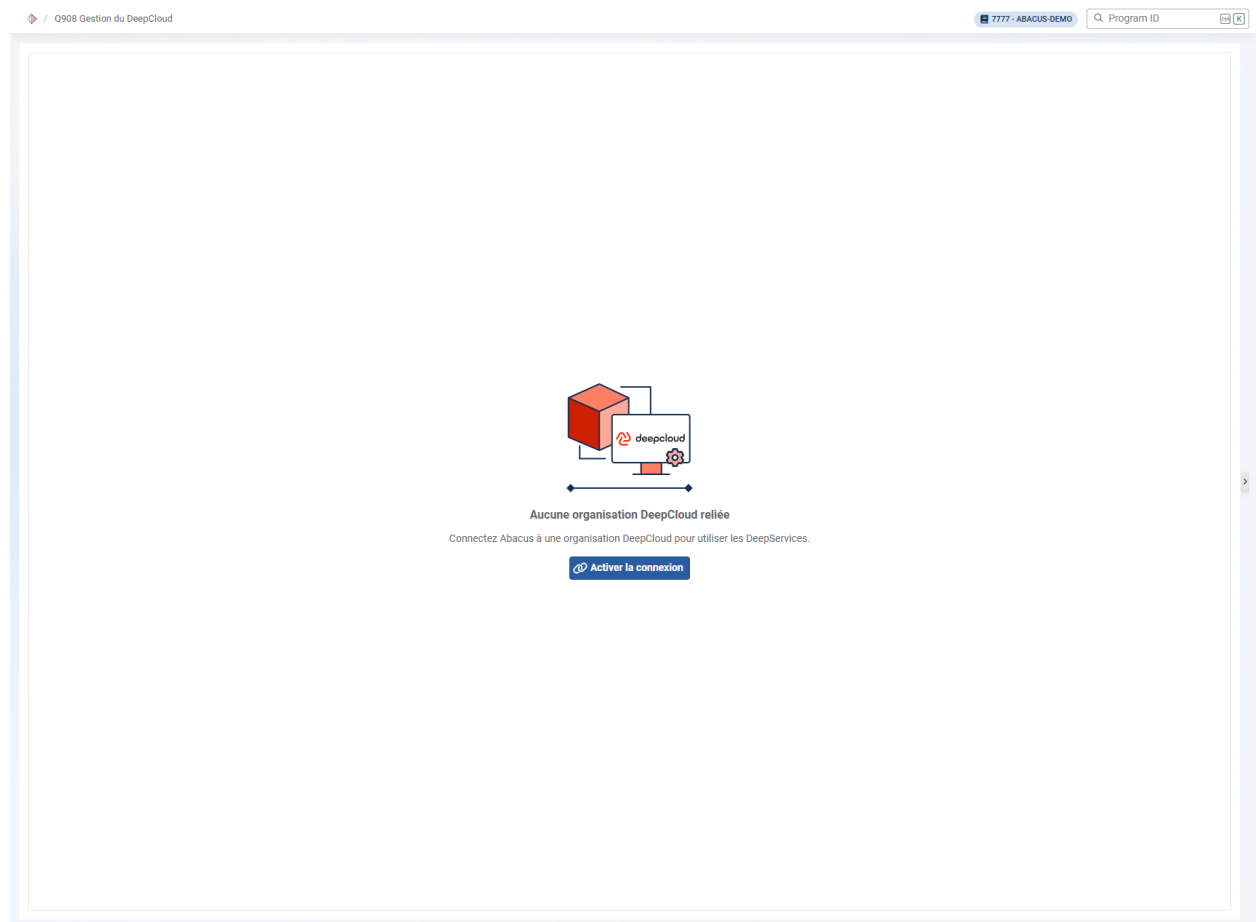 / Q908 Gestion du DeepCloud
7777 - ABACUS-DEMO
Program ID
Ctrl K
deepcloud
Aucune organisation DeepCloud reliée
Connectez Abacus à une organisation DeepCloud pour utiliser les DeepServices.
Activer la connexion